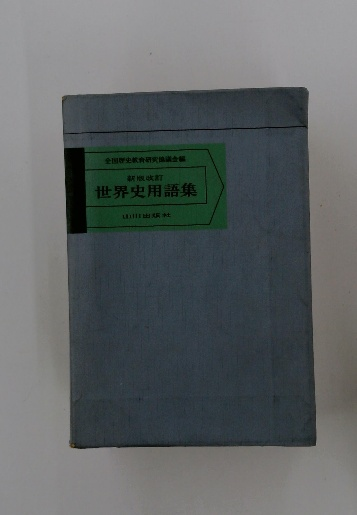 全国歴史教育研究協議会編
新版改訂
世界史用語集
山川出版社